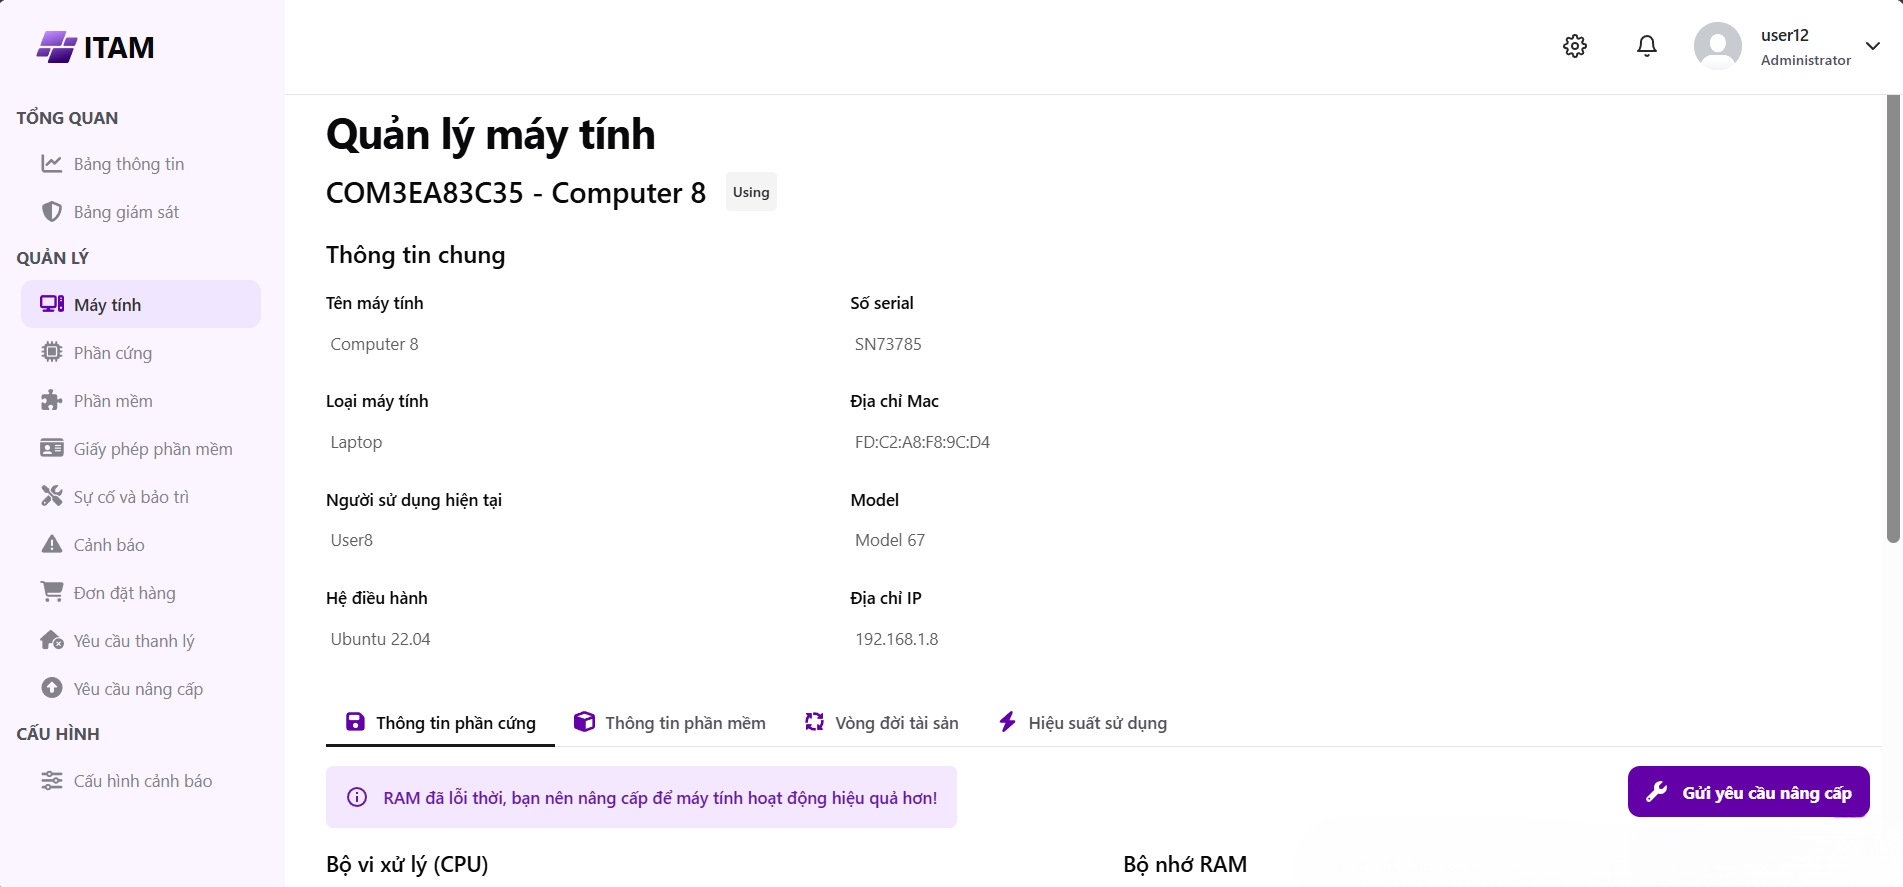 ITAM
user12
Administrator
TỔNG QUAN
Bảng thông tin
Bảng giám sát
QUẢN LÝ
Máy tính
Phần cứng
Phần mềm
Giấy phép phần mềm
Sự cố và bảo trì
Cảnh báo
Đơn đặt hàng
Yêu cầu thanh lý
Yêu cầu nâng cấp
CẤU HÌNH
Cấu hình cảnh báo
Quản lý máy tính
COM3EA83C35 - Computer 8 Using
Thông tin chung
Tên máy tính Số serial
Computer 8 SN73785
Loại máy tính Địa chỉ Mac
Laptop FD:C2:A8:F8:9C:D4
Người sử dụng hiện tại Model
User8 Model 67
Hệ điều hành Địa chỉ IP
Ubuntu 22.04 192.168.1.8
Thông tin phần cứng Thông tin phần mềm Vòng đời tài sản Hiệu suất sử dụng
RAM đã lỗi thời, bạn nên nâng cấp để máy tính hoạt động hiệu quả hơn! Gửi yêu cầu nâng cấp
Bộ vi xử lý (CPU) Bộ nhớ RAM